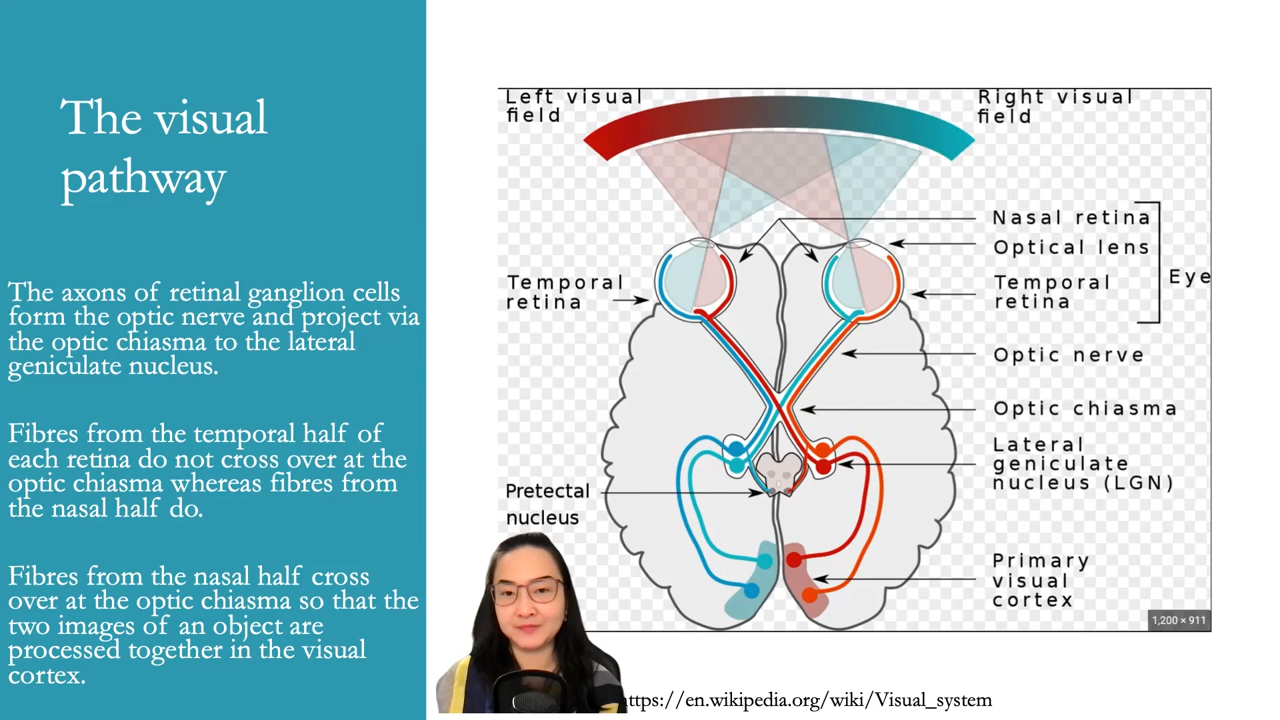 The visual
pathway
The axons of retinal ganglion cells
form the optic nerve and project via
the optic chiasma to the lateral
geniculate nucleus.
Fibres from the temporal half of
each retina do not cross over at the
optic chiasma whereas fibres from
the nasal half do.
Fibres from the nasal half cross
over at the optic chiasma so that the
two images of an object are
processed together in the visual
cortex.
Left visual
field
Right visual
field
Nasal retina
Optical lens
Eye
Temporal
retina
Temporal
retina
Optic nerve
Optic chiasma
Lateral
geniculate
nucleus (LGN)
Pretectal
nucleus
Primary
visual
cortex
1,200 × 911
https://en.wikipedia.org/wiki/Visual_system